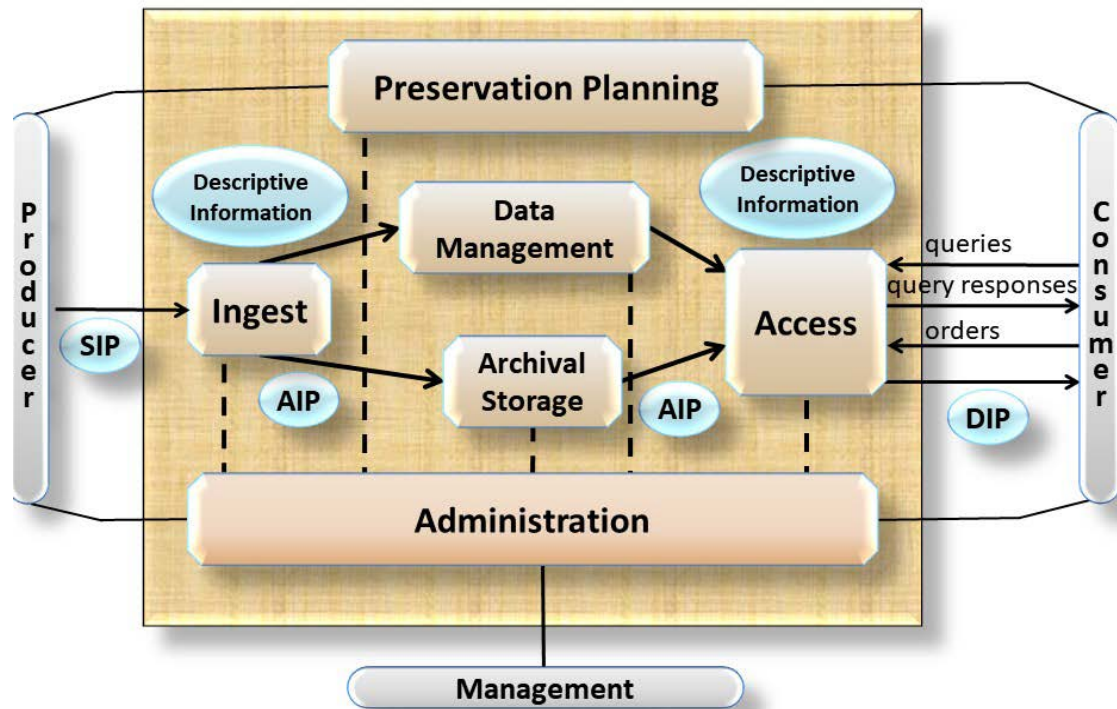 Preservation Planning
Producer
Consumer
Descriptive
Information
Descriptive
Information
Data
Management
queries
query responses
Ingest
Access
orders
SIP
AIP
Archival
Storage
AIP
DIP
Administration
Management